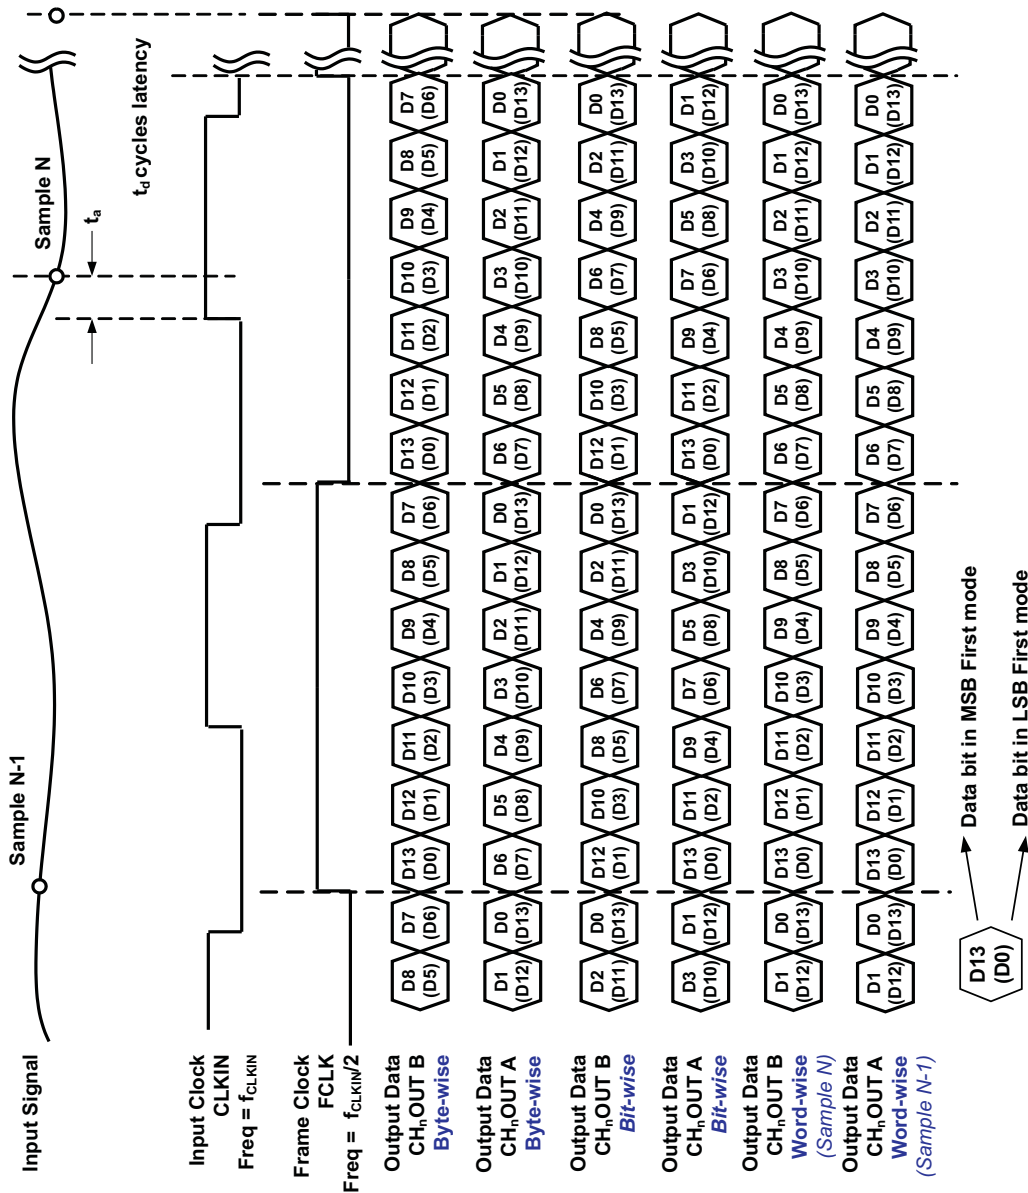 Input Signal
Sample N-1
Sample N
ta
td cycles latency
Input Clock
CLKIN
Freq = fCLKIN
Frame Clock
FCLK
Freq = fCLKIN/2
Output Data
CHnOUT B
Byte-wise
D8 D7 D13 D12 D11 D10 D9 D8 D7 D13 D12 D11 D10 D9 D8 D7
(D5) (D6) (D0) (D1) (D2) (D3) (D4) (D5) (D6) (D0) (D1) (D2) (D3) (D4) (D5) (D6)
Output Data
CHnOUT A
Byte-wise
D1 D0 D6 D5 D4 D3 D2 D1 D0 D6 D5 D4 D3 D2 D1 D0
(D12) (D13) (D7) (D8) (D9) (D10) (D11) (D12) (D13) (D7) (D8) (D9) (D10) (D11) (D12) (D13)
Output Data
CHnOUT B
Bit-wise
D2 D0 D12 D10 D8 D6 D4 D2 D0 D12 D10 D8 D6 D4 D2 D0
(D11) (D13) (D1) (D3) (D5) (D7) (D9) (D11) (D13) (D1) (D3) (D5) (D7) (D9) (D11) (D13)
Output Data
CHnOUT A
Bit-wise
D3 D1 D13 D11 D9 D7 D5 D3 D1 D13 D11 D9 D7 D5 D3 D1
(D10) (D12) (D0) (D2) (D4) (D6) (D8) (D10) (D12) (D0) (D2) (D4) (D6) (D8) (D10) (D12)
Output Data
CHnOUT B
Word-wise
(Sample N)
D1 D0 D13 D12 D11 D10 D9 D8 D7 D6 D5 D4 D3 D2 D1 D0
(D12) (D13) (D0) (D1) (D2) (D3) (D4) (D5) (D6) (D7) (D8) (D9) (D10) (D11) (D12) (D13)
Output Data
CHnOUT A
Word-wise
(Sample N-1)
D1 D0 D13 D12 D11 D10 D9 D8 D7 D6 D5 D4 D3 D2 D1 D0
(D12) (D13) (D0) (D1) (D2) (D3) (D4) (D5) (D6) (D7) (D8) (D9) (D10) (D11) (D12) (D13)
D13
(D0)
Data bit in MSB First mode
Data bit in LSB First mode